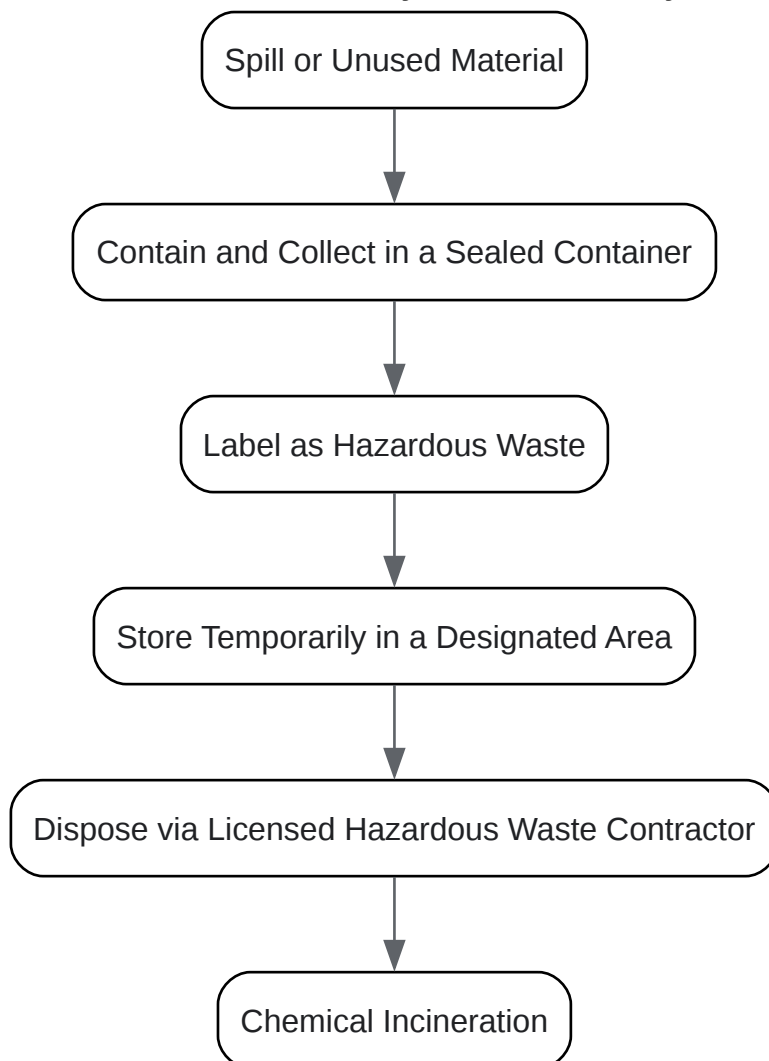 Spill or Unused Material
Contain and Collect in a Sealed Container
Label as Hazardous Waste
Store Temporarily in a Designated Area
Dispose via Licensed Hazardous Waste Contractor
Chemical Incineration